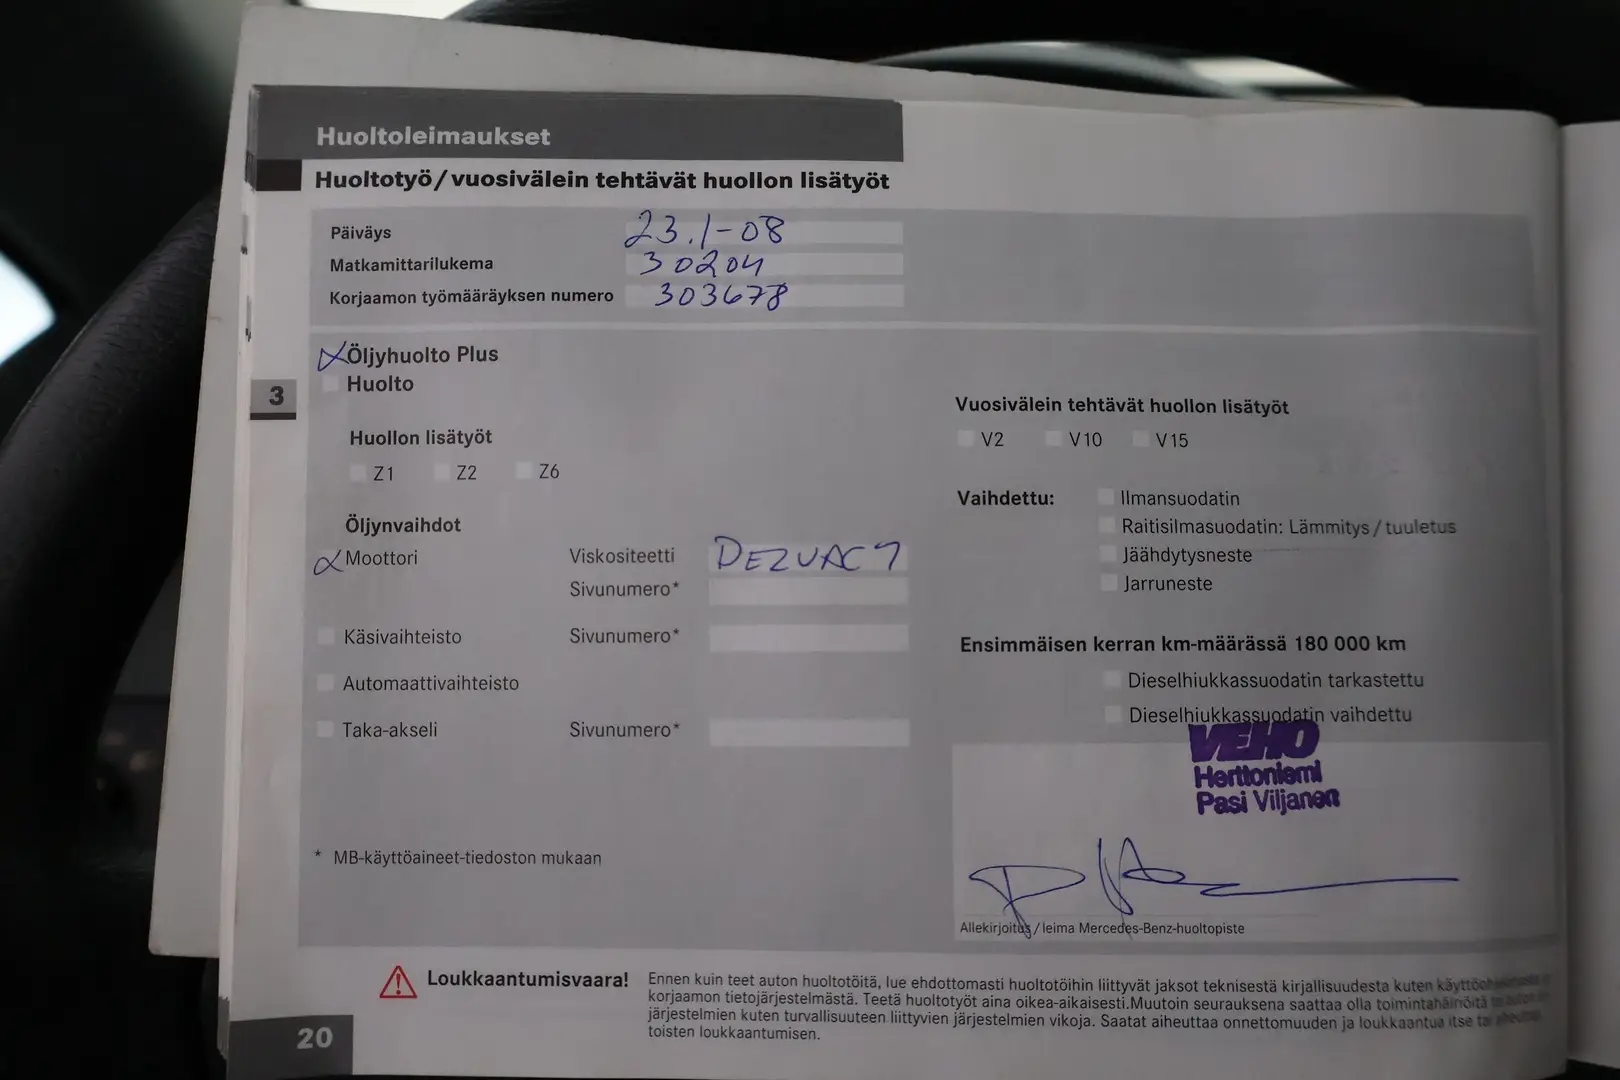 Huoltoleimaukset
Huoltotyö/vuosivälein tehtävät huollon lisätyöt
Päiväys 23.1-08
Matkamittarilukema 30204
Korjaamon työmääräyksen numero 303678
Öljyhuolto Plus
Huolto
3
Huollon lisätyöt
Z1 Z2 Z6
Öljynvaihdot
Moottori Viskositeetti
Sivunumero*
Käsivaihteisto Sivunumero*
Automaattivaihteisto
Taka-akseli Sivunumero*
* MB-käyttöaineet-tiedoston mukaan
Vuosivälein tehtävät huollon lisätyöt
V2 V10 V15
Vaihdettu: Ilmansuodatin
Raitisilmasuodatin: Lämmitys/tuuletus
Jäähdytysneste
Jarruneste
Ensimmäisen kerran km-määrässä 180 000 km
Dieselhiukkassuodatin tarkastettu
Dieselhiukkassuodatin vaihdettu
VEHO
Herttoniemi
Pasi Viljanen
Allekirjoitus/leima Mercedes-Benz-huoltopiste
Loukkaantumisvaara!
Ennen kuin teet auton huoltotöitä, lue ehdottomasti huoltotöihin liittyvät jaksot teknisestä kirjallisuudesta kuten
korjaamon tietojärjestelmästä. Teetä huoltotyöt aina oikea-aikaisesti.Muutoin seurauksena saattaa olla toimintahäiriöitä
järjestelmien kuten turvallisuuteen liittyvien järjestelmien vikoja. Saatat aiheuttaa onnettomuuden ja loukkaantua itse tai
toisten loukkaantumisen.
20